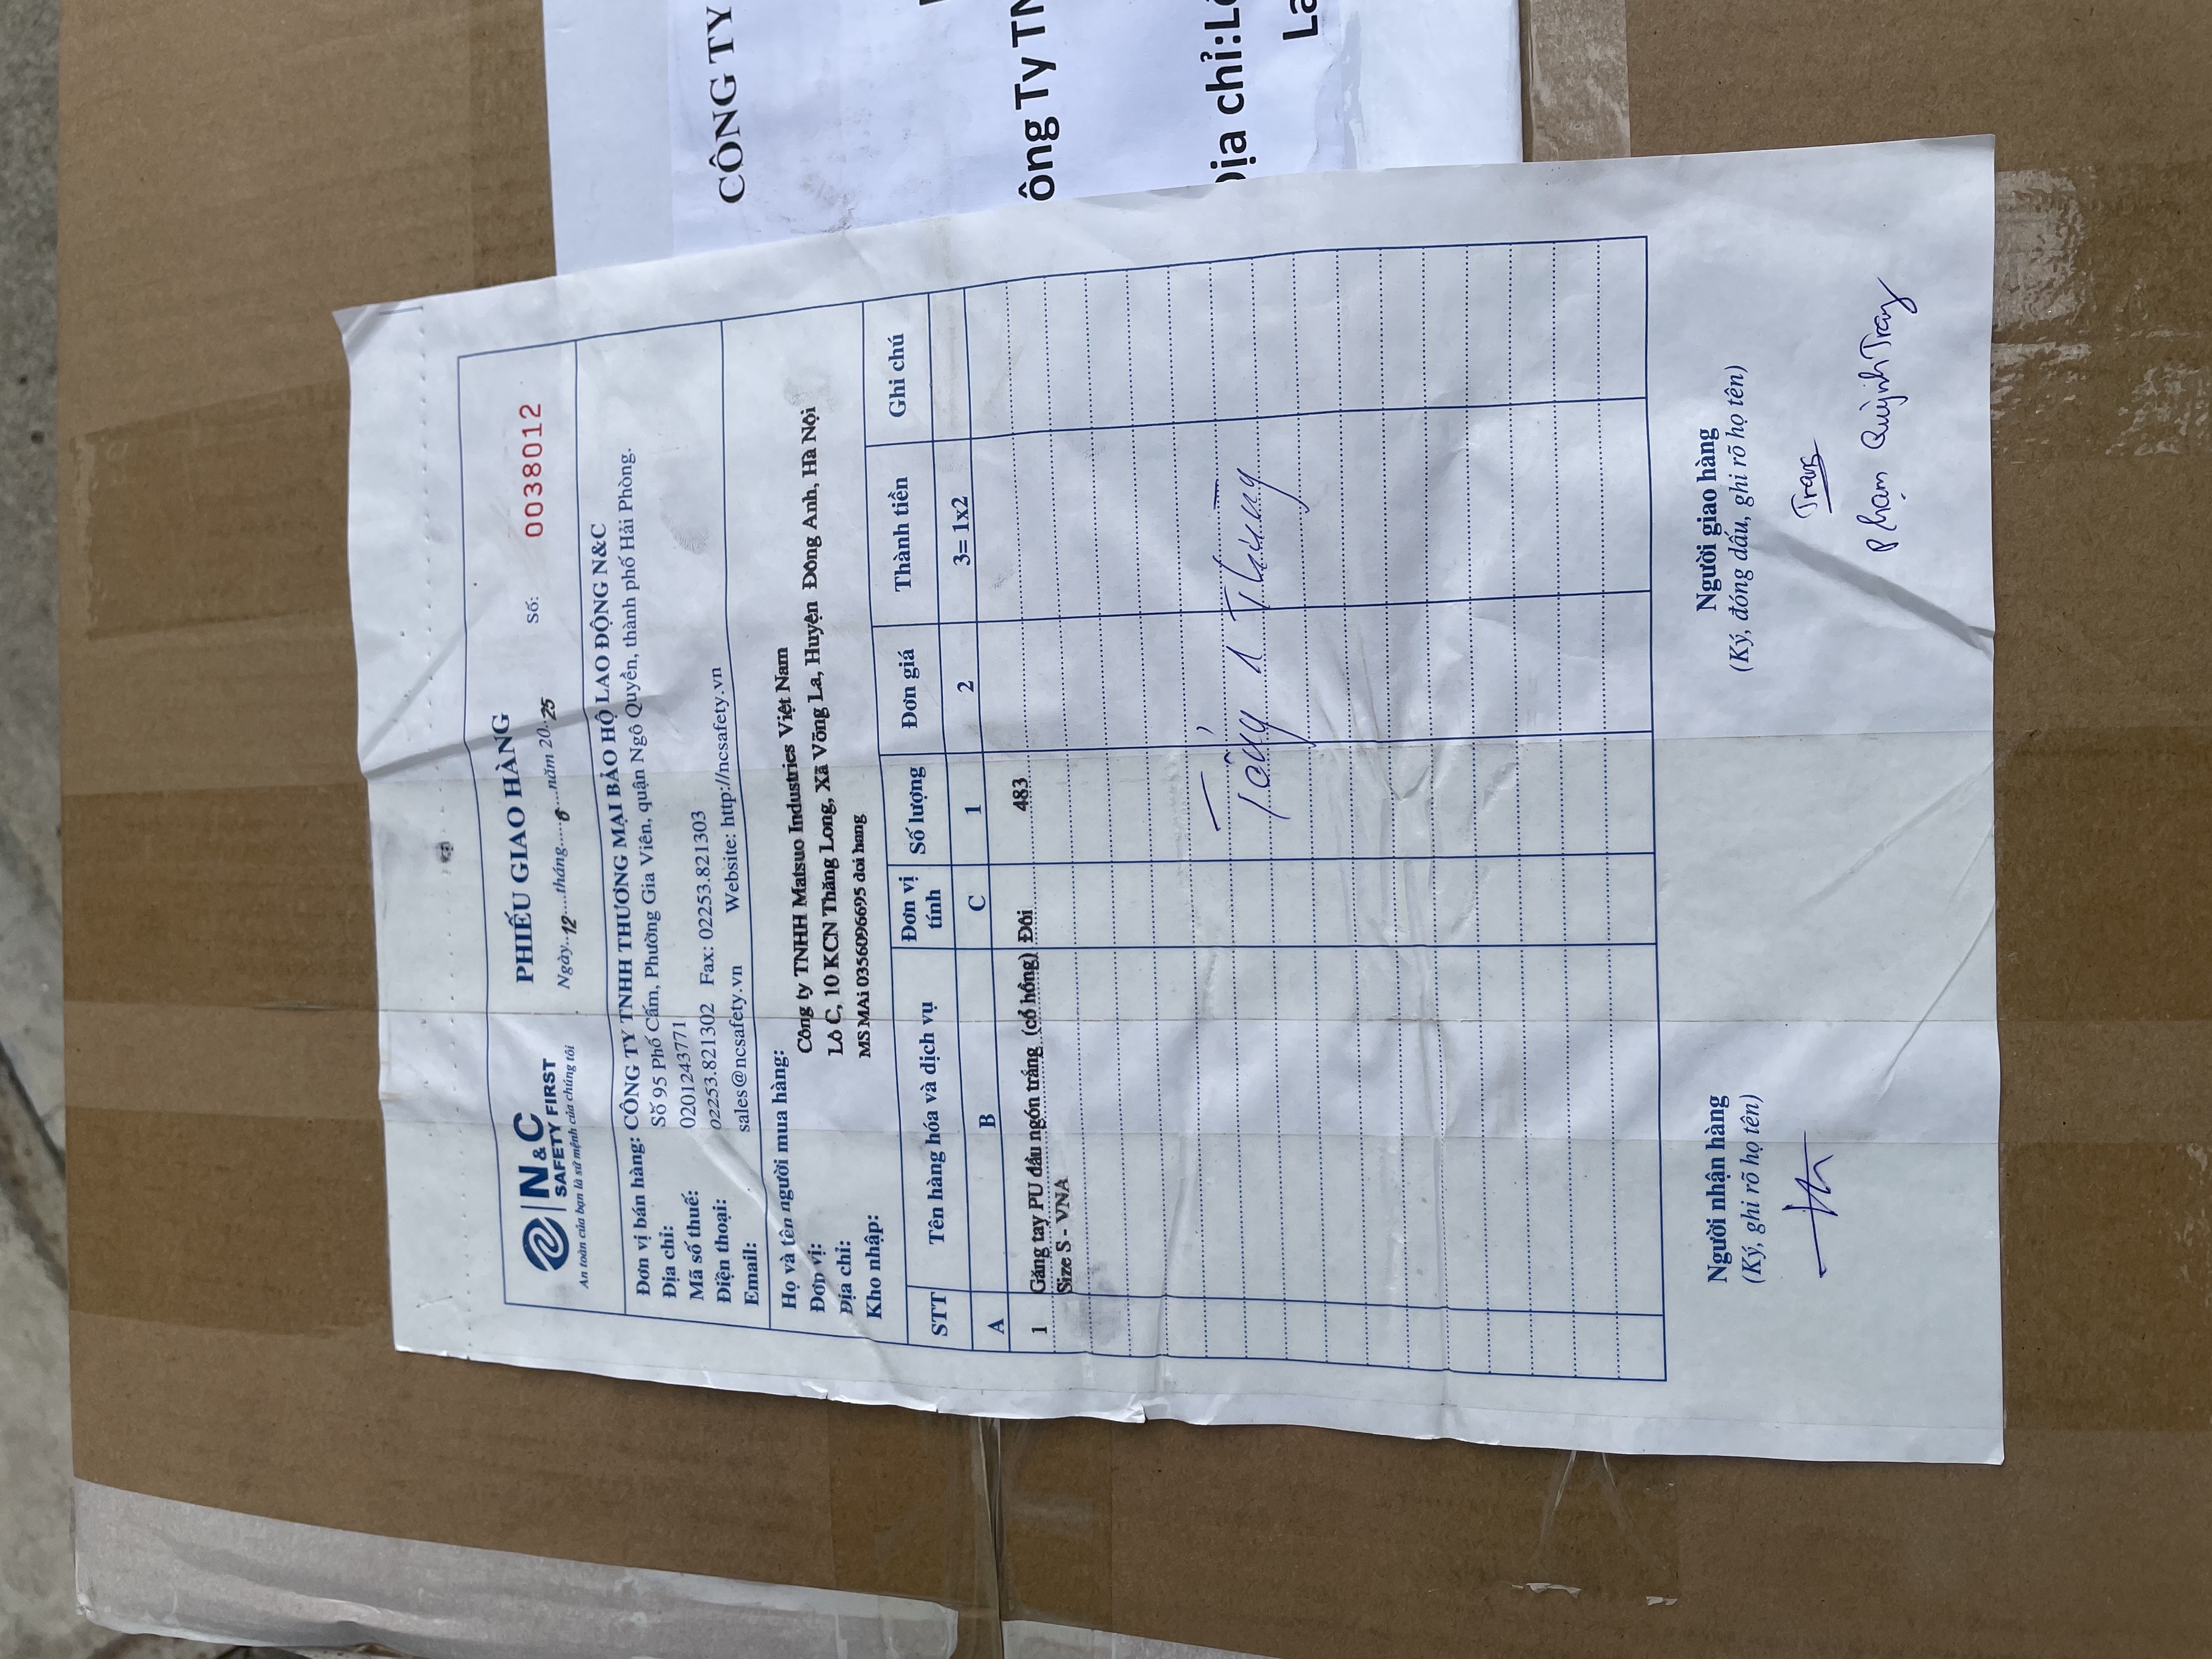 CÔNG TY
ông Ty TN
Địa chỉ:Lô
La
N&C
SAFETY FIRST
An toàn của bạn là sứ mệnh của chúng tôi
PHIẾU GIAO HÀNG
Ngày..12....tháng....6....năm 20..25
Số: 0038012
Đơn vị bán hàng: CÔNG TY TNHH THƯƠNG MẠI BẢO HỘ LAO ĐỘNG N&C
Địa chỉ: Số 95 Phố Cấm, Phường Gia Viên, quận Ngô Quyền, thành phố Hải Phòng.
Mã số thuế: 0201243771
Điện thoại: 02253.821302 Fax: 02253.821303
Email: sales@ncsafety.vn Website: http://ncsafety.vn
Họ và tên người mua hàng:
Đơn vị: Công ty TNHH Matsuo Industries Việt Nam
Địa chỉ: Lô C, 10 KCN Thăng Long, Xã Võng La, Huyện Đông Anh, Hà Nội
Kho nhập: MS MAi 0356096695 doi hang
STT Tên hàng hóa và dịch vụ Đơn vị tính Số lượng Đơn giá Thành tiền Ghi chú
A B C 1 2 3= 1x2
1 Găng tay PU đầu ngón trắng (cổ hồng) Đôi 483
Size S - VNA
Tổng 1 Thùng
Người nhận hàng Người giao hàng
(Ký, ghi rõ họ tên) (Ký, đóng dấu, ghi rõ họ tên)
Trang
Phạm Quỳnh Trang